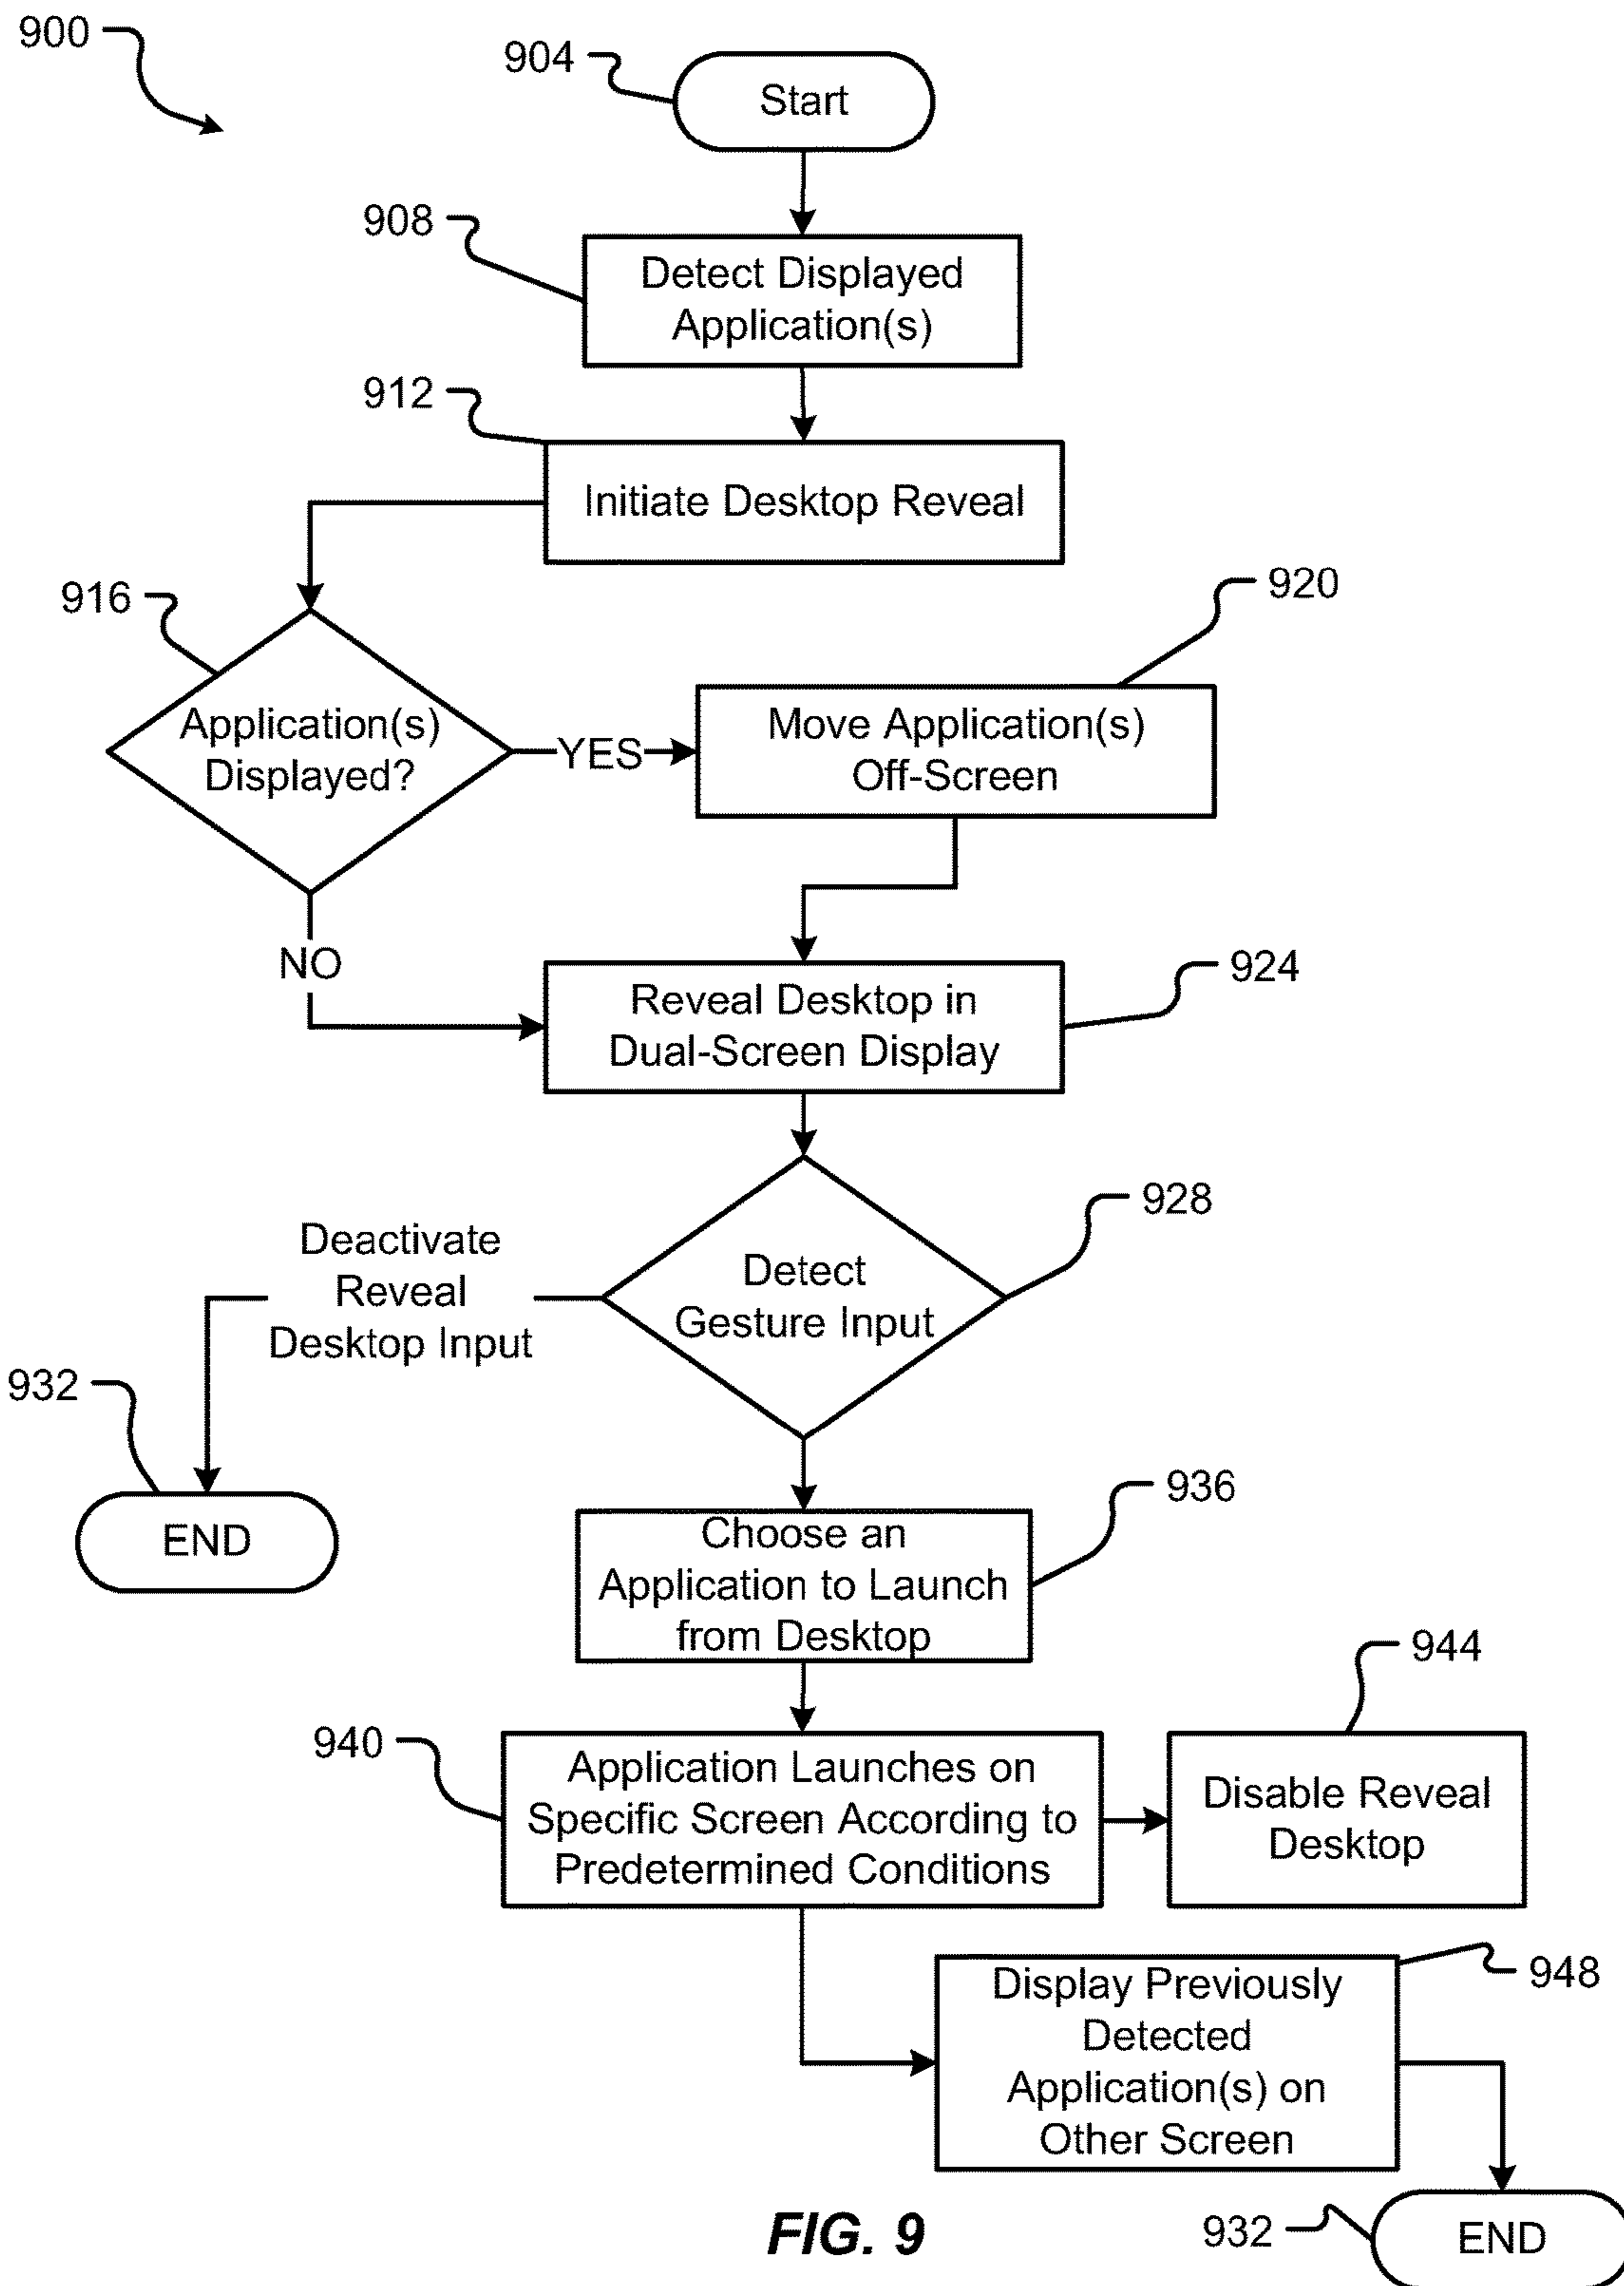 900
904
Start
908
Detect Displayed
Application(s)
912
Initiate Desktop Reveal
916
Application(s)
Displayed?
YES
920
Move Application(s)
Off-Screen
NO
924
Reveal Desktop in
Dual-Screen Display
928
Detect
Gesture Input
Deactivate
Reveal
Desktop Input
932
END
936
Choose an
Application to Launch
from Desktop
940
Application Launches on
Specific Screen According to
Predetermined Conditions
944
Disable Reveal
Desktop
948
Display Previously
Detected
Application(s) on
Other Screen
932
END
FIG. 9